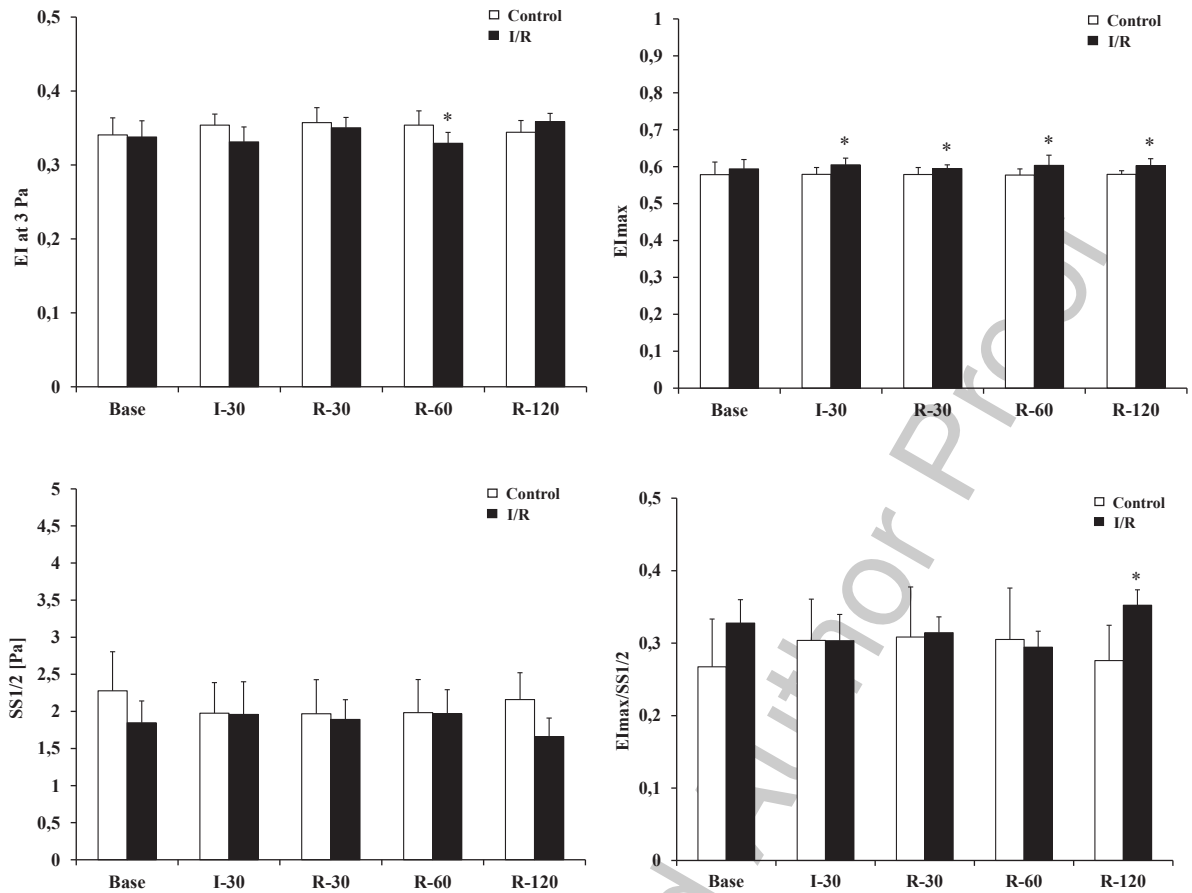 Control
I/R
0,5
0,4
0,3
0,2
0,1
0
EI at 3 Pa
*
Base I-30 R-30 R-60 R-120
Control
I/R
1
0,9
0,8
0,7
0,6
0,5
0,4
0,3
0,2
0,1
0
EImax
* * * *
Base I-30 R-30 R-60 R-120
Control
I/R
5
4,5
4
3,5
3
2,5
2
1,5
1
0,5
0
SS1/2 [Pa]
Base I-30 R-30 R-60 R-120
Control
I/R
0,5
0,4
0,3
0,2
0,1
0
EImax/SS1/2
*
Base I-30 R-30 R-60 R-120
Author Proof